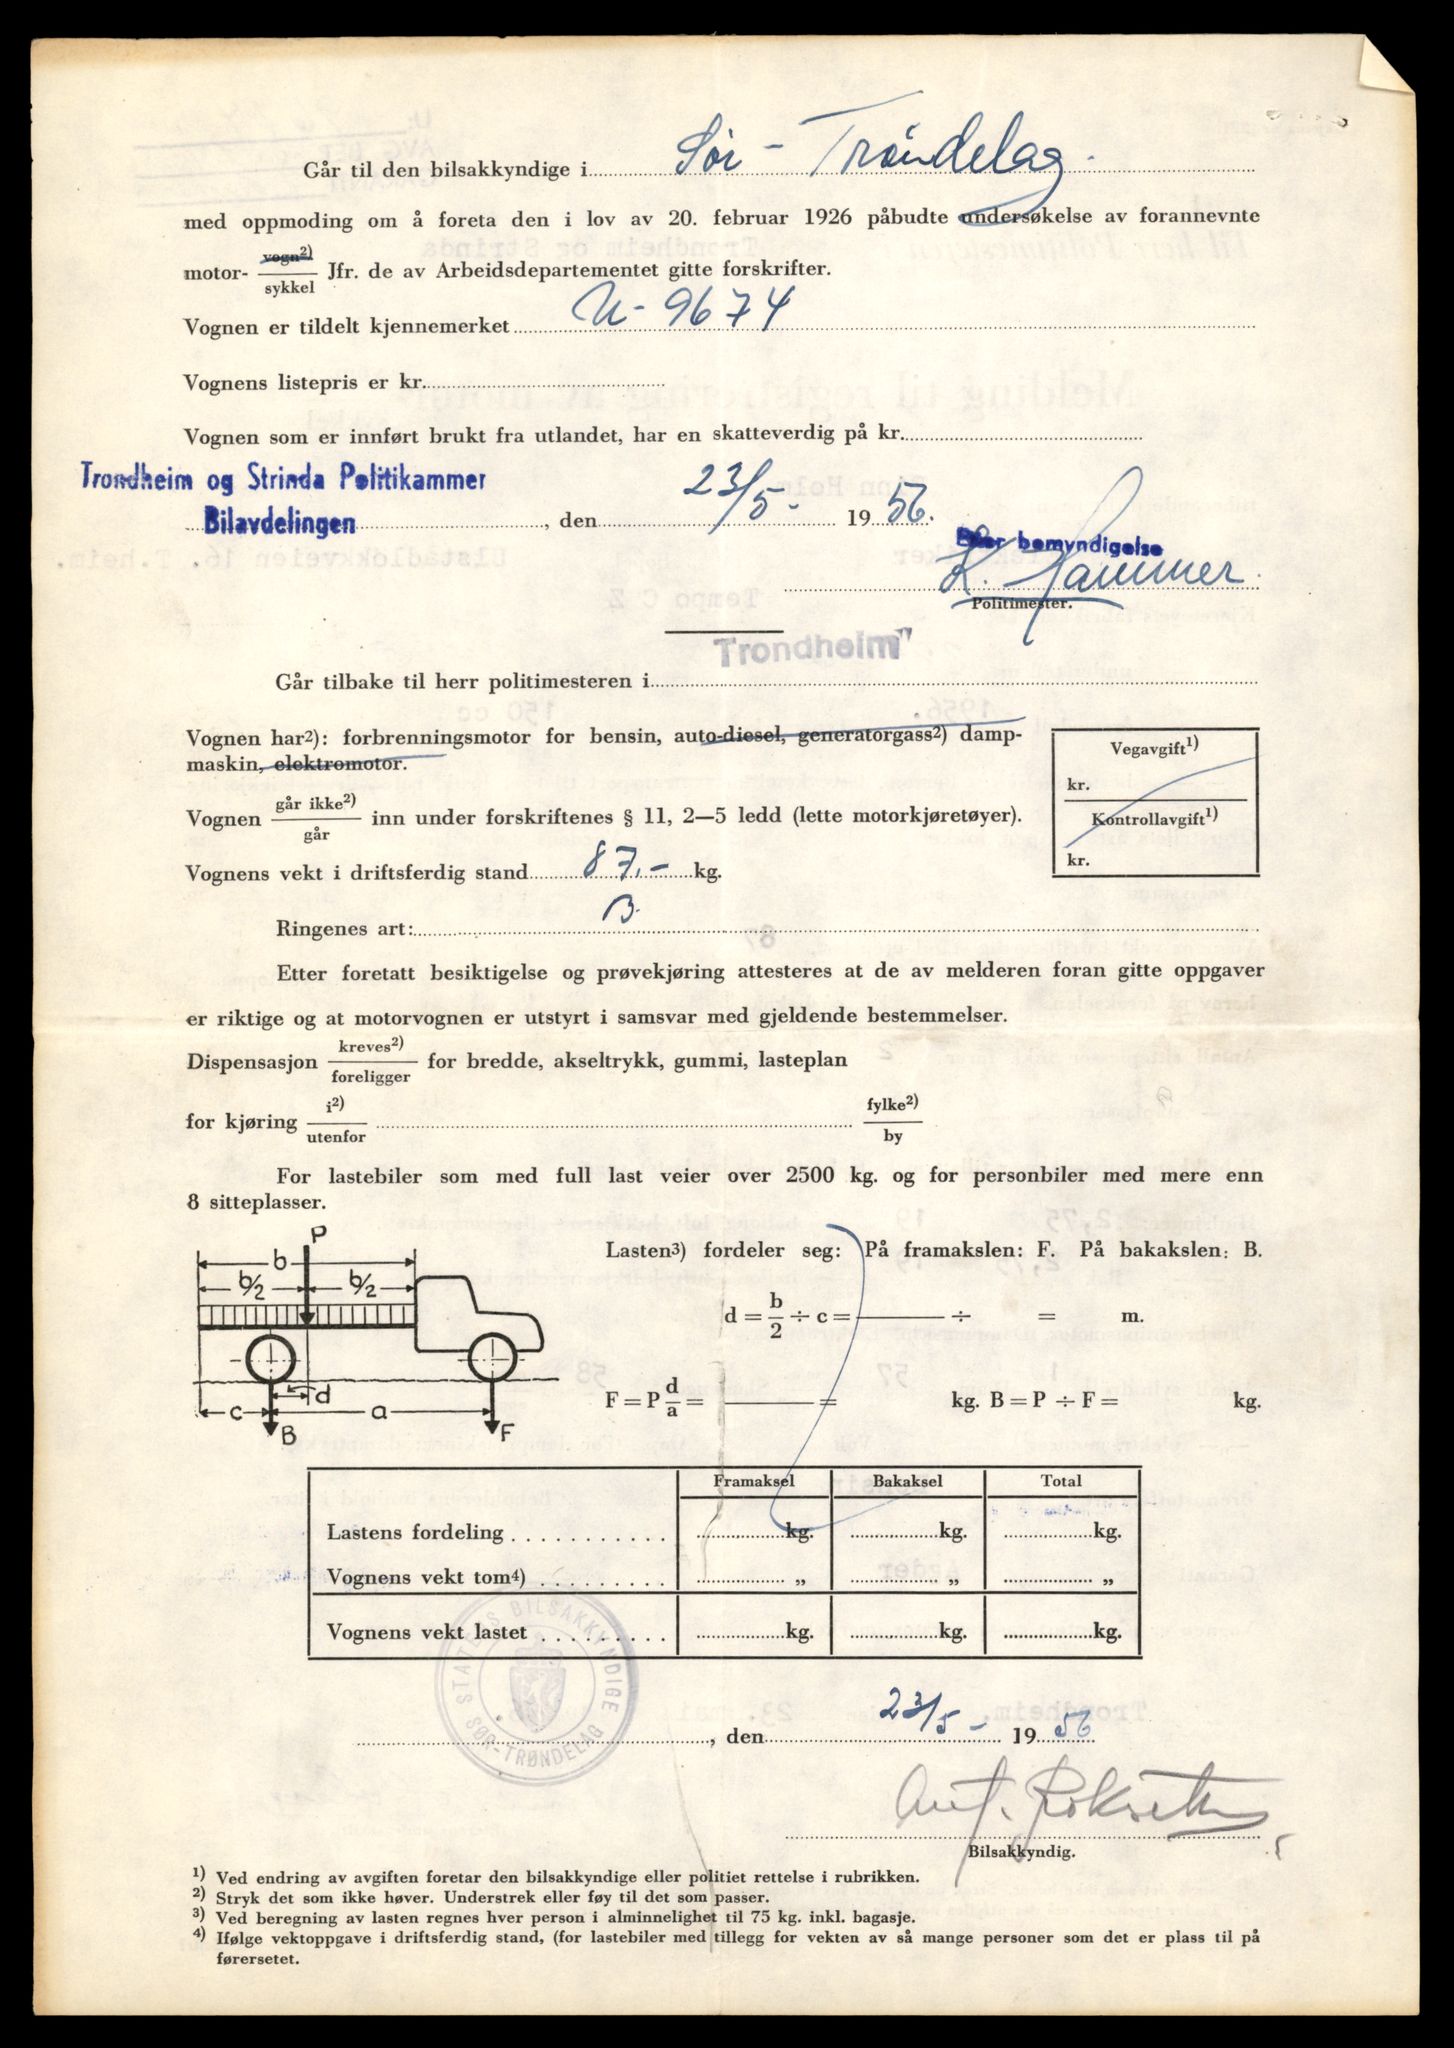 Går til den bilsakkyndige i Sör - Tröndelag.
med oppmoding om å foreta den i lov av 20. februar 1926 påbudte undersøkelse av forannevnte
motor- vogn2)
sykkel Jfr. de av Arbeidsdepartementet gitte forskrifter.
Vognen er tildelt kjennemerket U-9674
Vognens listepris er kr.
Vognen som er innført brukt fra utlandet, har en skatteverdig på kr.
Trondheim og Strinda Politikammer
Bilavdelingen, den 23/5- 1956.
Etter bemyndigelse
K. Hammer
Politimester.
Trondheim
Går tilbake til herr politimesteren i
Vognen har2): forbrenningsmotor for bensin, auto-diesel, generatorgass2) damp-
maskin, elektromotor.
Vegavgift1)
kr.
Kontrollavgift1)
kr.
Vognen går ikke2)
går inn under forskriftenes § 11, 2—5 ledd (lette motorkjøretøyer).
Vognens vekt i driftsferdig stand 87.- kg.
Ringenes art: B.
Etter foretatt besiktigelse og prøvekjøring attesteres at de av melderen foran gitte oppgaver
er riktige og at motorvognen er utstyrt i samsvar med gjeldende bestemmelser.
Dispensasjon kreves2)
foreligger for bredde, akseltrykk, gummi, lasteplan
for kjøring i2)
utenfor fylke2)
by
For lastebiler som med full last veier over 2500 kg. og for personbiler med mere enn
8 sitteplasser.
P
b
b/2 b/2
d
c a
B F
Lasten3) fordeler seg: På framakslen: F. På bakakslen: B.
d = b/2 ÷ c = ——— ÷ = m.
F = P d/a = ——— = kg. B = P ÷ F = kg.
Framaksel Bakaksel Total
Lastens fordeling kg. kg. kg.
Vognens vekt tom4) „ „ „
Vognens vekt lastet kg. kg. kg.
STATENS BILSAKKYNDIGE
SØR-TRØNDELAG
, den 23/5- 1956
Bilsakkyndig.
1) Ved endring av avgiften foretar den bilsakkyndige eller politiet rettelse i rubrikken.
2) Stryk det som ikke høver. Understrek eller føy til det som passer.
3) Ved beregning av lasten regnes hver person i alminnelighet til 75 kg. inkl. bagasje.
4) Ifølge vektoppgave i driftsferdig stand, (for lastebiler med tillegg for vekten av så mange personer som det er plass til på
førersetet.